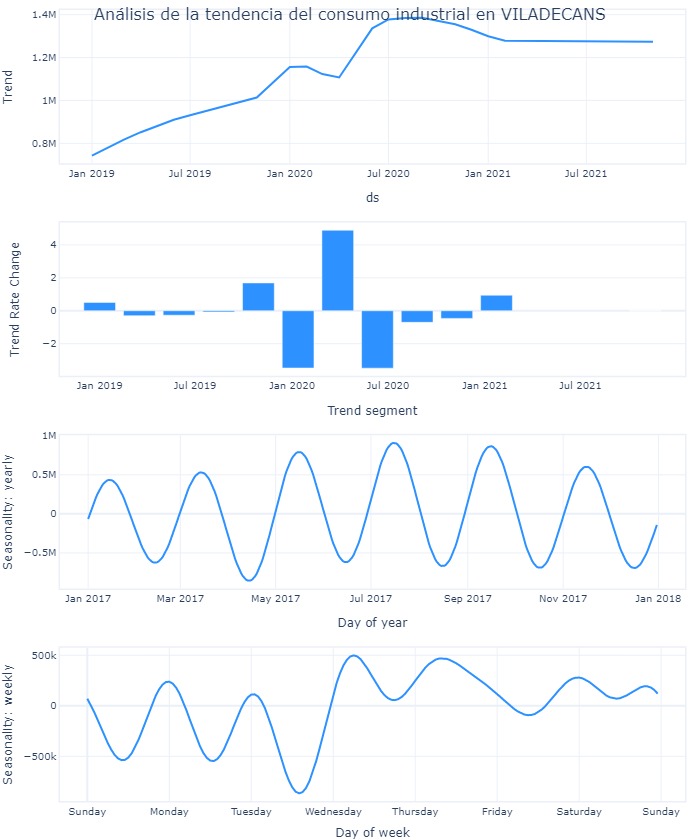 Análisis de la tendencia del consumo industrial en VILADECANS
1.4M
1.2M
1M
0.8M
Trend
Jan 2019 Jul 2019 Jan 2020 Jul 2020 Jan 2021 Jul 2021
ds
4
2
0
−2
Trend Rate Change
Jan 2019 Jul 2019 Jan 2020 Jul 2020 Jan 2021 Jul 2021
Trend segment
1M
0.5M
0
−0.5M
Seasonality: yearly
Jan 2017 Mar 2017 May 2017 Jul 2017 Sep 2017 Nov 2017 Jan 2018
Day of year
500k
0
−500k
Seasonality: weekly
Sunday Monday Tuesday Wednesday Thursday Friday Saturday Sunday
Day of week